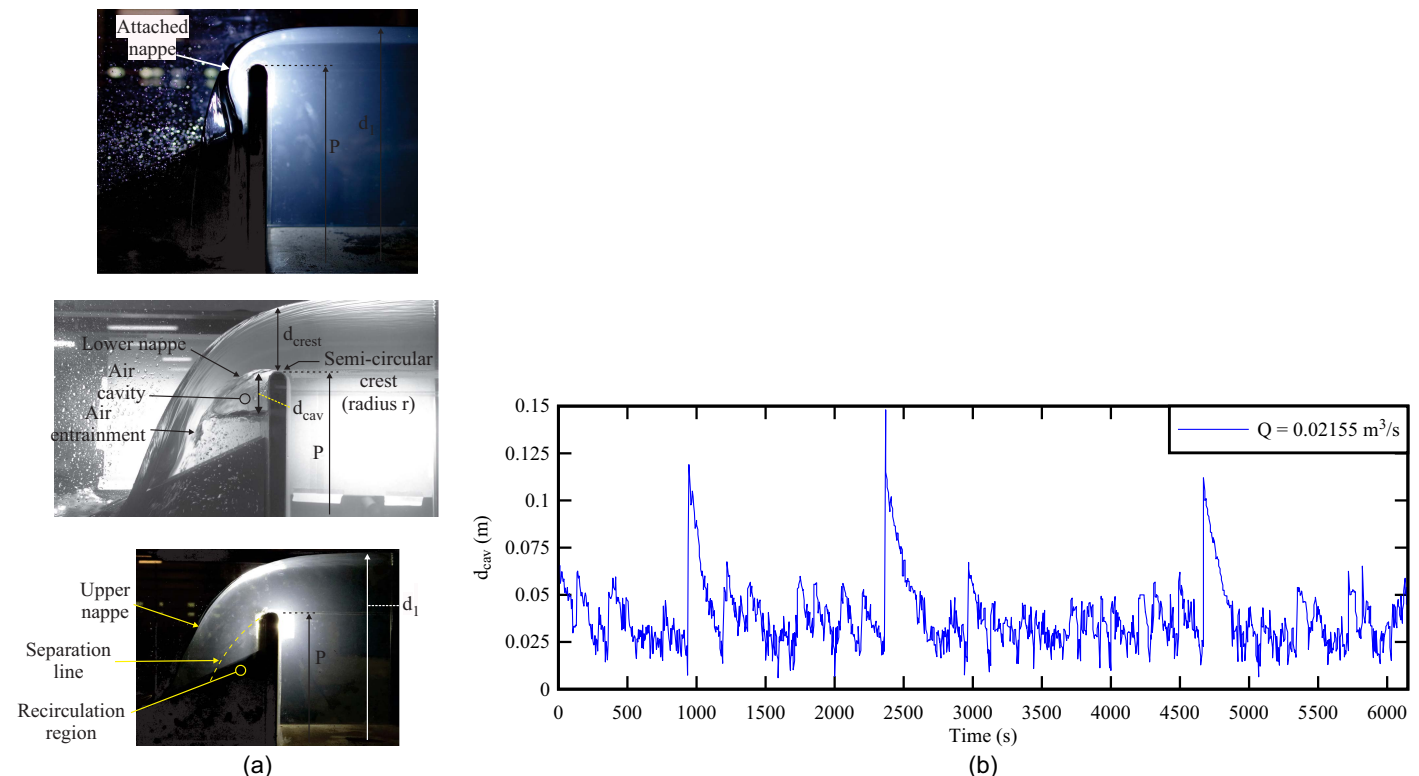 Attached
nappe
d1
P
Lower nappe
dcrest
Air
cavity
Semi-circular
crest
(radius r)
dcav
Air
entrainment
P
Upper
nappe
d1
Separation
line
P
Recirculation
region
(a)
0.15
0.125
0.1
0.075
0.05
0.025
0
dcav (m)
Q = 0.02155 m³/s
0 500 1000 1500 2000 2500 3000 3500 4000 4500 5000 5500 6000
Time (s)
(b)